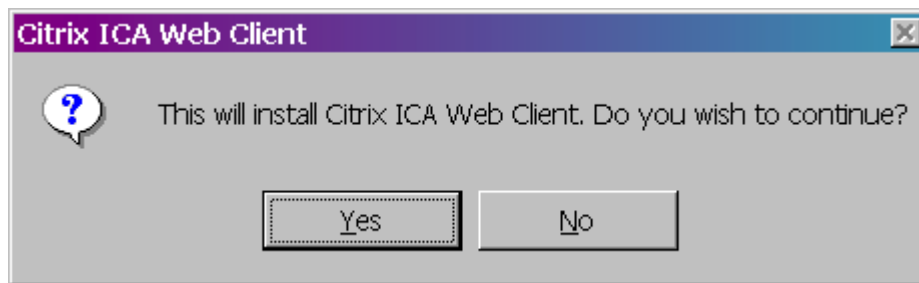 Citrix ICA Web Client
This will install Citrix ICA Web Client. Do you wish to continue?
Yes
No